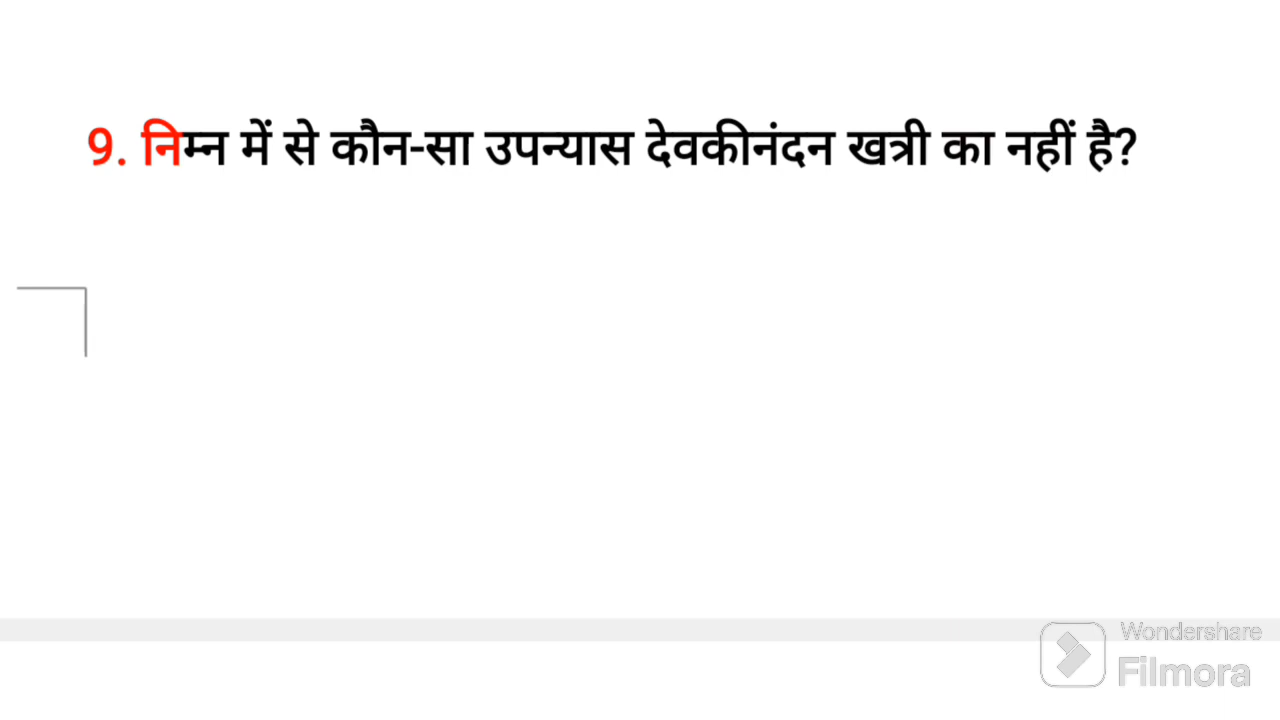 9. निम्न में से कौन-सा उपन्यास देवकीनंदन खत्री का नहीं है?
Wondershare
Filmora